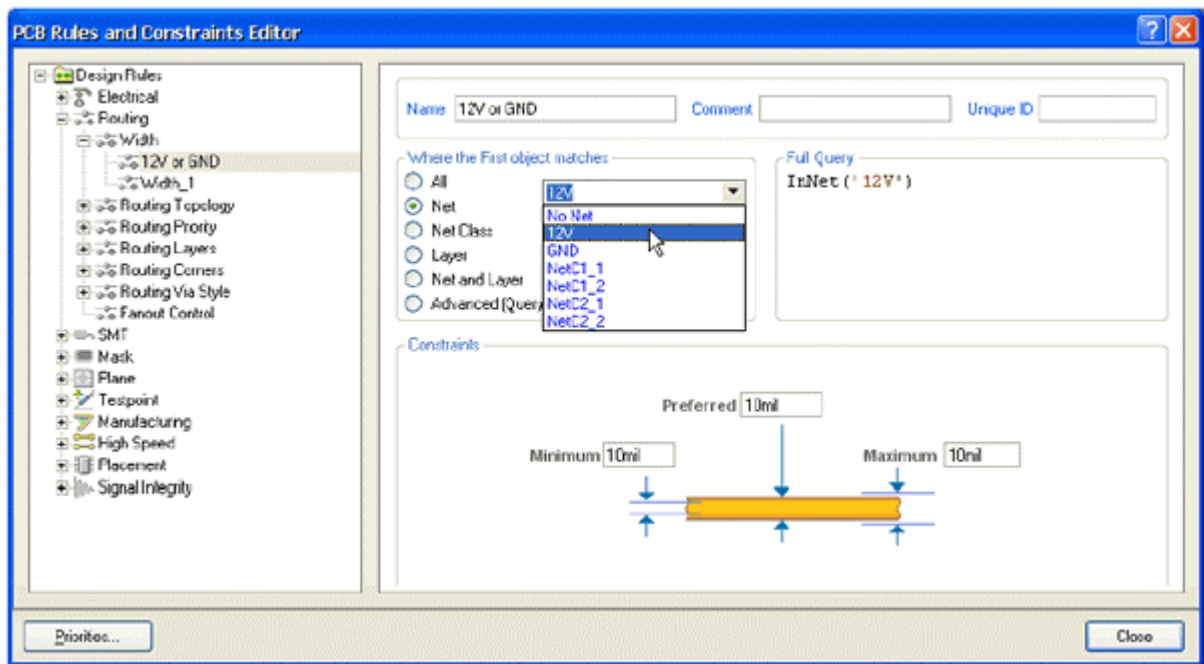 PCB Rules and Constraints Editor
Design Rules
Electrical
Routing
Width
12V or GND
Width_1
Routing Topology
Routing Priority
Routing Layers
Routing Corners
Routing Via Style
Fanout Control
SMT
Mask
Plane
Testpoint
Manufacturing
High Speed
Placement
Signal Integrity
Name 12V or GND Comment Unique ID
Where the First object matches
All
Net
Net Class
Layer
Net and Layer
Advanced (Query
12V
No Net
12V
GND
NetC1_1
NetC1_2
NetC2_1
NetC2_2
Full Query
InNet('12V')
Constraints
Preferred 10mil
Minimum 10mil Maximum 10mil
Priorities... Close